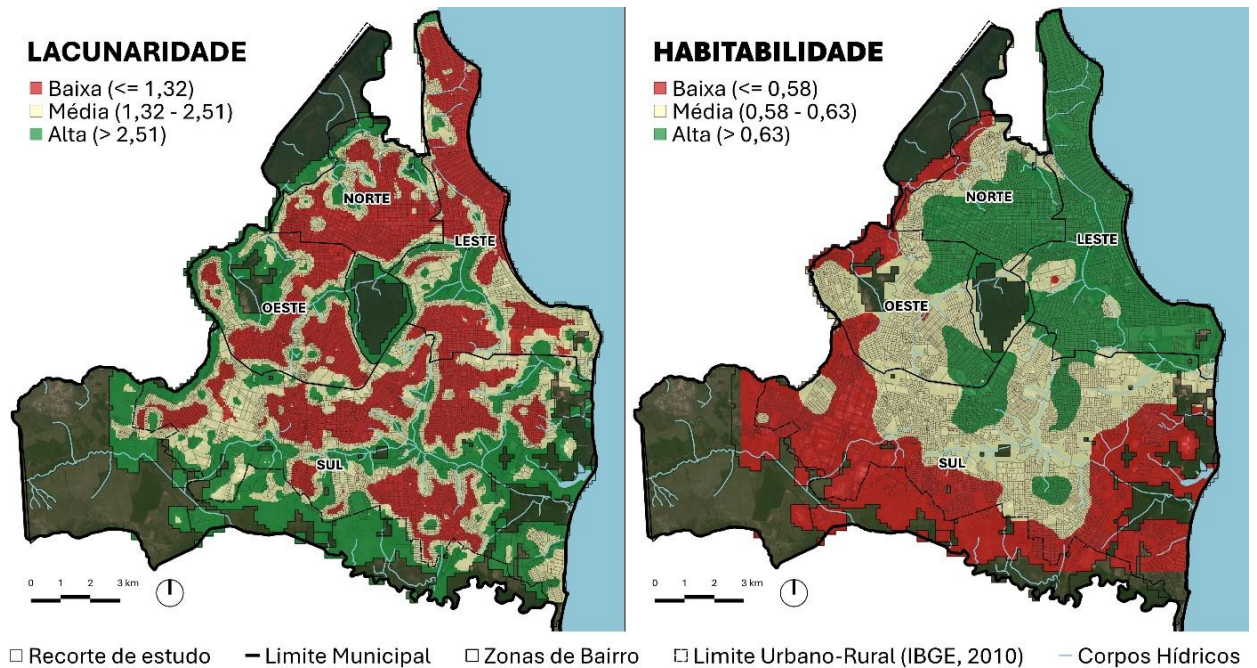 LACUNARIDADE
Baixa (<= 1,32)
Média (1,32 - 2,51)
Alta (> 2,51)
NORTE
LESTE
OESTE
SUL
0 1 2 3 km
HABITABILIDADE
Baixa (<= 0,58)
Média (0,58 - 0,63)
Alta (> 0,63)
NORTE
LESTE
OESTE
SUL
0 1 2 3 km
Recorte de estudo Limite Municipal Zonas de Bairro Limite Urbano-Rural (IBGE, 2010) Corpos Hídricos